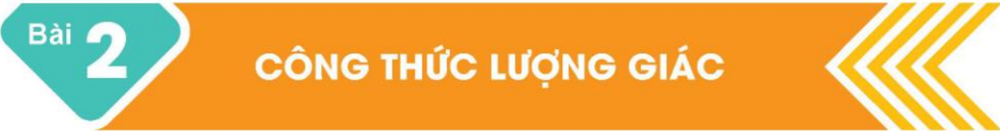 Bài 2
CÔNG THỨC LƯỢNG GIÁC